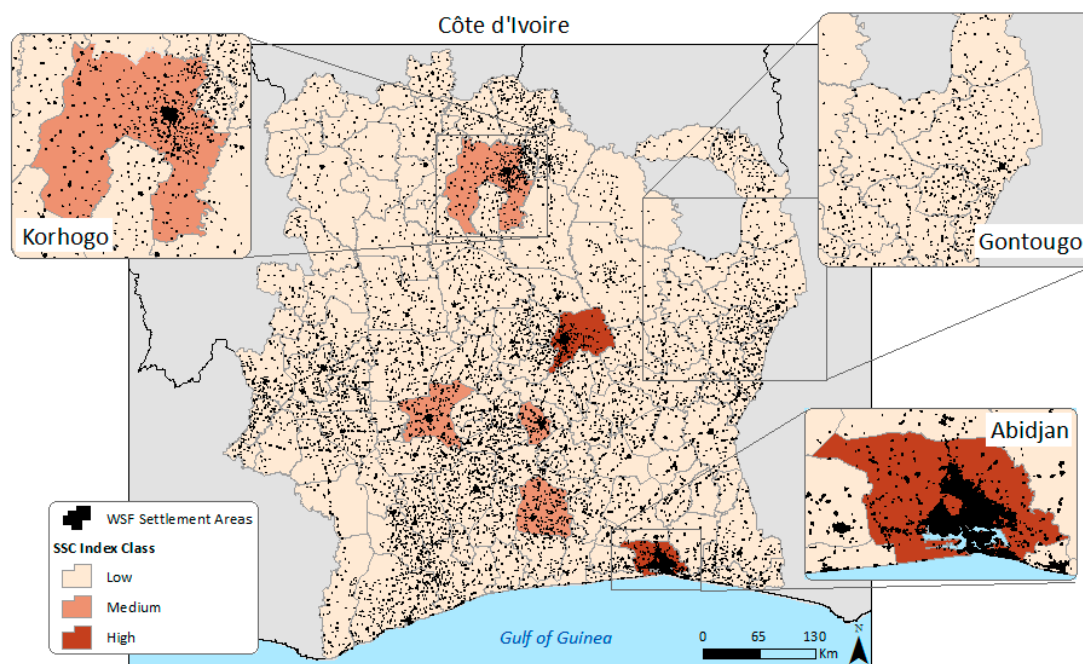 Côte d'Ivoire
Korhogo
Gontougo
Abidjan
WSF Settlement Areas
SSC Index Class
Low
Medium
High
Gulf of Guinea
N
0 65 130
Km